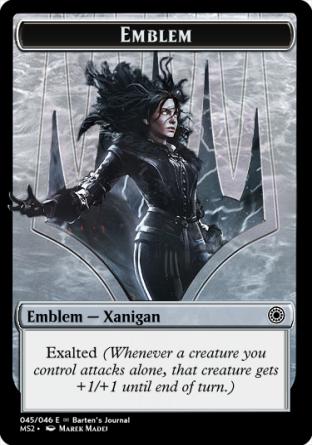 EMBLEM
Emblem — Xanigan
Exalted (Whenever a creature you
control attacks alone, that creature gets
+1/+1 until end of turn.)
045/046 E ∞ Barten's Journal
MS2 • MAREK MADEJ